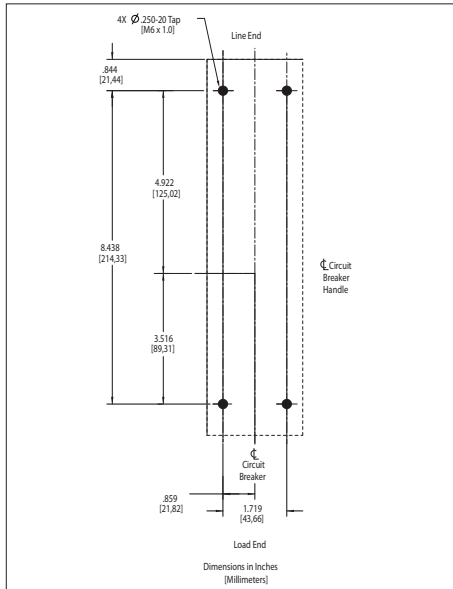 4X Ø .250-20 Tap
[M6 x 1.0]
Line End
.844
[21,44]
4.922
[125,02]
8.438
[214,33]
℄ Circuit
Breaker
Handle
3.516
[89,31]
℄
Circuit
Breaker
.859
[21,82]
1.719
[43,66]
Load End
Dimensions in Inches
[Millimeters]